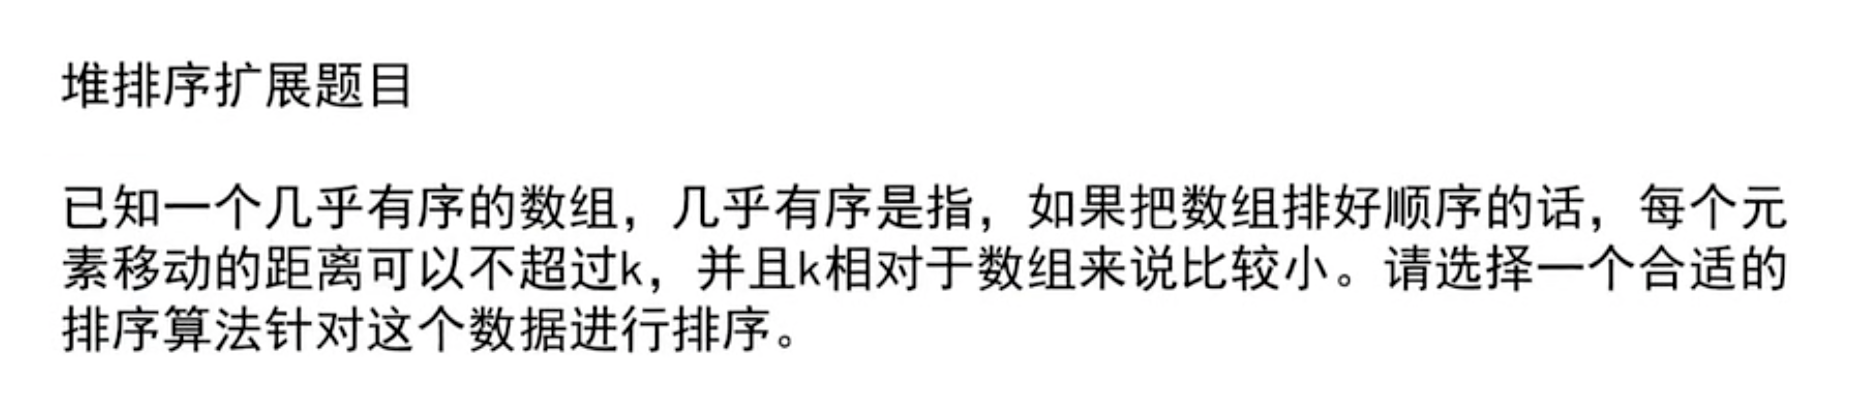 堆排序扩展题目
已知一个几乎有序的数组，几乎有序是指，如果把数组排好顺序的话，每个元
素移动的距离可以不超过k，并且k相对于数组来说比较小。请选择一个合适的
排序算法针对这个数据进行排序。